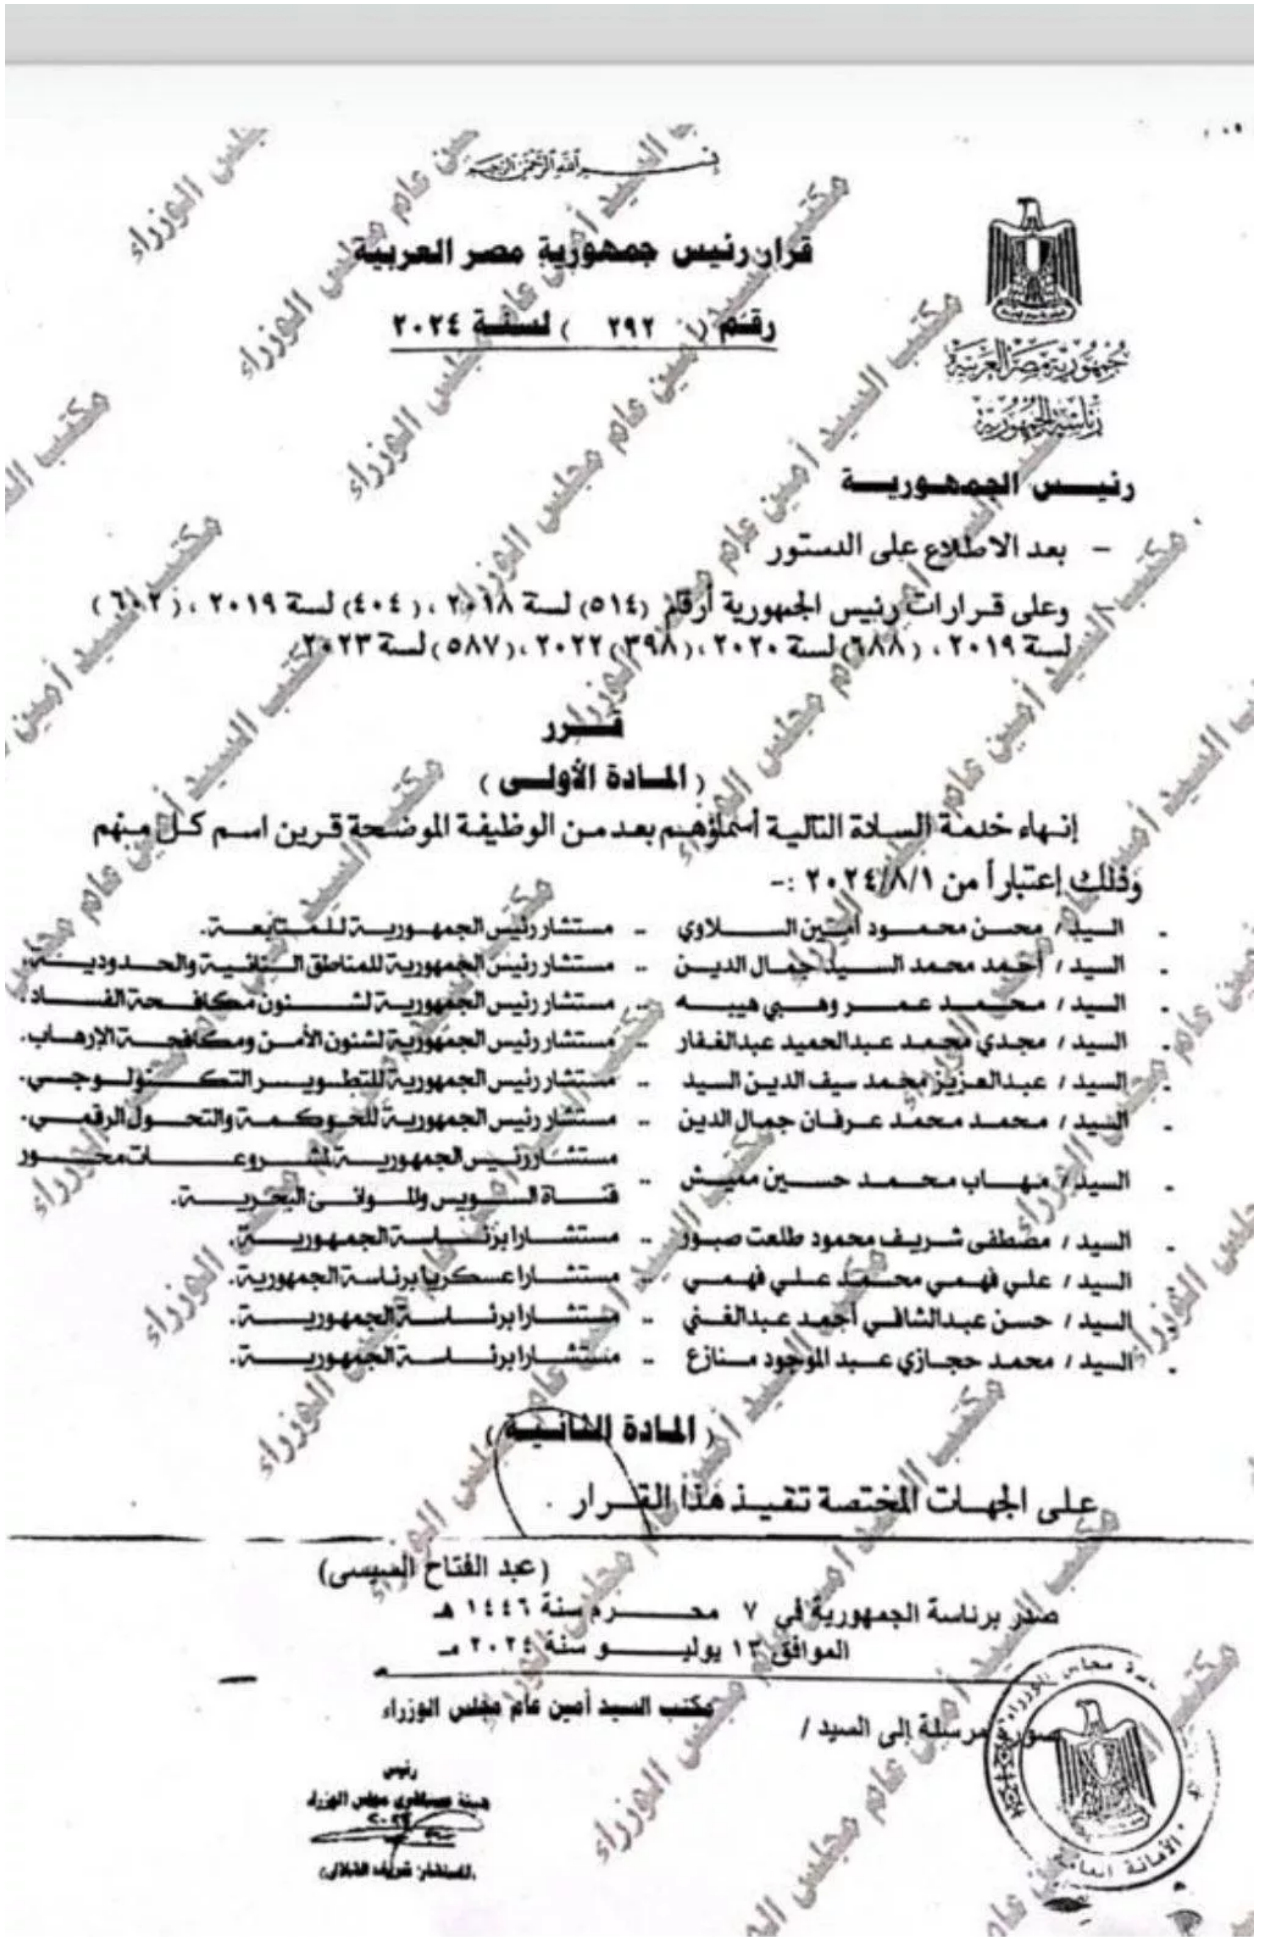 بسم الله الرحمن الرحيم
قرار رئيس جمهورية مصر العربية
رقم ( ٢٩٢ ) لسنة ٢٠٢٤
جمهورية مصر العربية
رئاسة الجمهورية
رئيس الجمهورية
- بعد الاطلاع على الدستور
وعلى قرارات رئيس الجمهورية أرقام (٥١٤) لسنة ٢٠١٨ ، (٤٠٤) لسنة ٢٠١٩ ، (٦٠٢)
لسنة ٢٠١٩ ، (٦٨٨) لسنة ٢٠٢٠ ، (٣٩٨) ٢٠٢٢ ، (٥٨٧) لسنة ٢٠٢٣
قرر
( المادة الأولى )
إنهاء خدمة السادة التالية أسماؤهم بعد من الوظيفة الموضحة قرين اسم كل منهم
وذلك إعتباراً من ٢٠٢٤/٨/١ :-
- السيد / محسن محمود أمين السلاوي -- مستشار رئيس الجمهورية للمتابعة.
- السيد / أحمد محمد السيد جمال الدين -- مستشار رئيس الجمهورية للمناطق النائية والحدودية.
- السيد / محمد عمر وهبي هيبه -- مستشار رئيس الجمهورية لشئون مكافحة الفساد.
- السيد / مجدي محمد عبدالحميد عبدالغفار -- مستشار رئيس الجمهورية لشئون الأمن ومكافحة الإرهاب.
- السيد / عبدالعزيز محمد سيف الدين السيد -- مستشار رئيس الجمهورية للتطوير التكنولوجي.
- السيد / محمد محمد عرفان جمال الدين -- مستشار رئيس الجمهورية للحوكمة والتحول الرقمي.
- السيد / مهاب محمد حسين مميش -- مستشار رئيس الجمهورية لمشروعات محور
قناة السويس والموانئ البحرية.
- السيد / مصطفى شريف محمود طلعت صبور -- مستشارا برئاسة الجمهورية.
- السيد / علي فهمي محمد علي فهمي -- مستشارا عسكريا برئاسة الجمهورية.
- السيد / حسن عبدالشافي أحمد عبدالغني -- مستشارا برئاسة الجمهورية.
- السيد / محمد حجازي عبد الموجود منازع -- مستشارا برئاسة الجمهورية.
( المادة الثانية )
على الجهات المختصة تنفيذ هذا القرار .
(عبد الفتاح السيسى)
صدر برئاسة الجمهورية في ٧ محرم سنة ١٤٤٦ هـ
الموافق ١٣ يوليو سنة ٢٠٢٤ مـ
مكتب السيد أمين عام مجلس الوزراء
صورة مرسلة إلى السيد /
رئيس
هيئة مستشارى مجلس الوزراء
المستشار شريف الشاذلى
الأمانة العامة
مكتب السيد أمين عام مجلس الوزراء